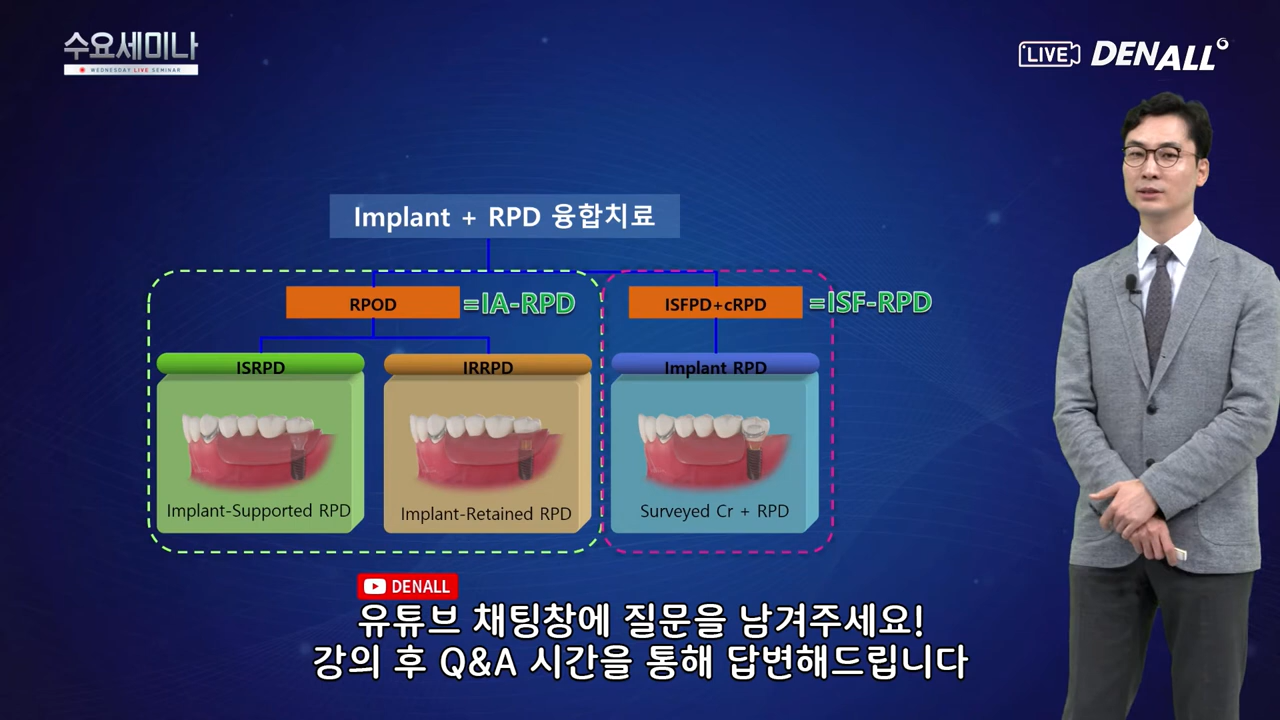 수요세미나
WEDNESDAY LIVE SEMINAR
LIVE
DENALL
Implant + RPD 융합치료
RPOD
=IA-RPD
ISFPD+cRPD
=ISF-RPD
ISRPD
IRRPD
Implant RPD
Implant-Supported RPD
Implant-Retained RPD
Surveyed Cr + RPD
DENALL
유튜브 채팅창에 질문을 남겨주세요!
강의 후 Q&A 시간을 통해 답변해드립니다